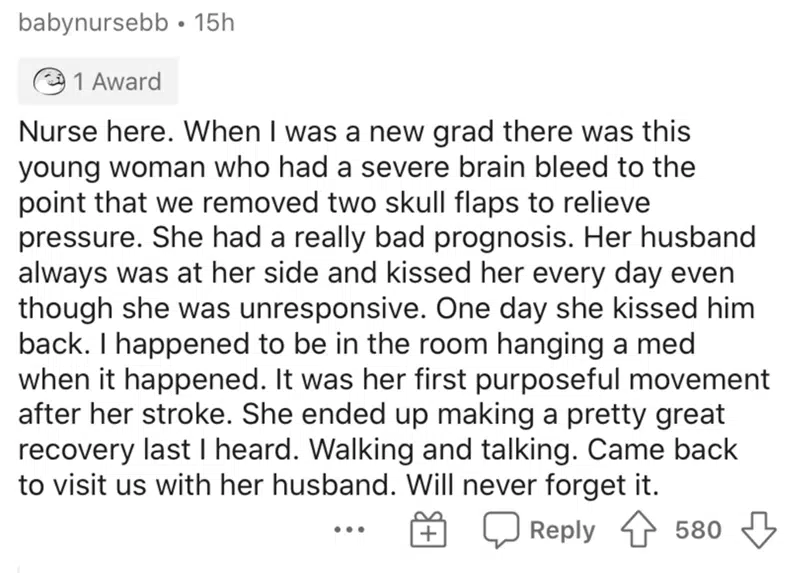 babynursebb • 15h
1 Award
Nurse here. When I was a new grad there was this
young woman who had a severe brain bleed to the
point that we removed two skull flaps to relieve
pressure. She had a really bad prognosis. Her husband
always was at her side and kissed her every day even
though she was unresponsive. One day she kissed him
back. I happened to be in the room hanging a med
when it happened. It was her first purposeful movement
after her stroke. She ended up making a pretty great
recovery last I heard. Walking and talking. Came back
to visit us with her husband. Will never forget it.
Reply 580